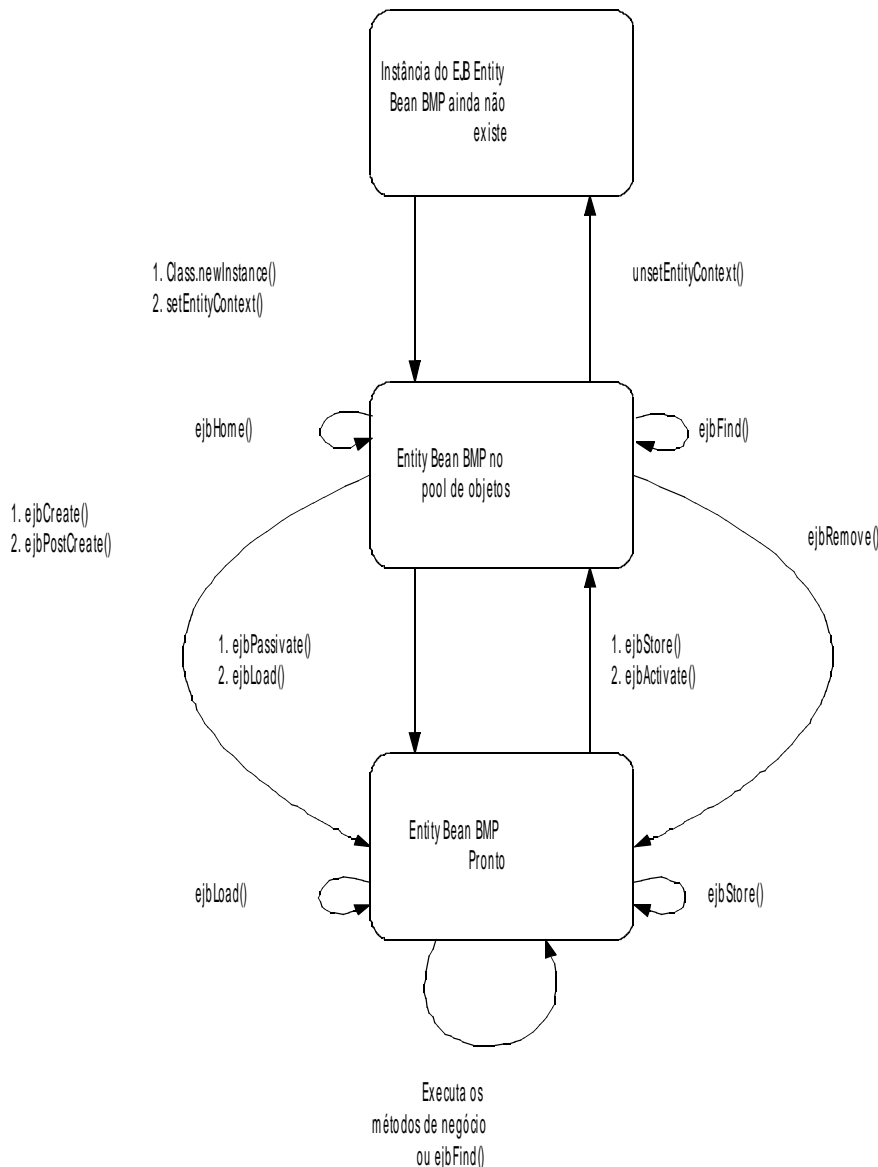 Instância do EJB Entity
Bean BMP ainda não
existe
1. Class.newInstance()
2. setEntityContext()
unsetEntityContext()
ejbHome()
ejbFind()
Entity Bean BMP no
pool de objetos
1. ejbCreate()
2. ejbPostCreate()
ejbRemove()
1. ejbPassivate()
2. ejbLoad()
1. ejbStore()
2. ejbActivate()
Entity Bean BMP
Pronto
ejbLoad()
ejbStore()
Executa os
métodos de negócio
ou ejbFind()